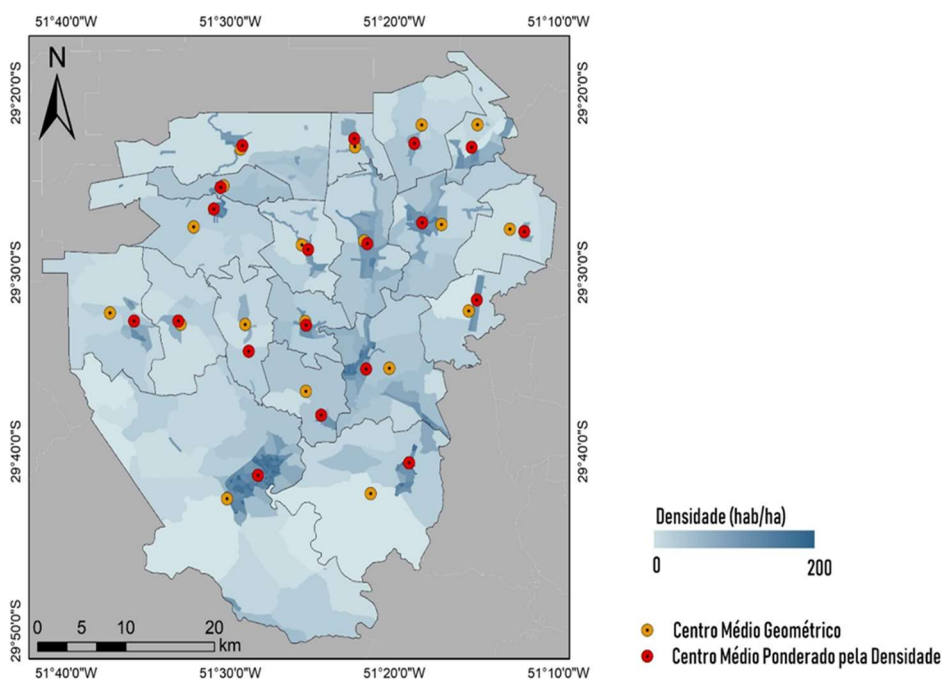 51°40'0"W 51°30'0"W 51°20'0"W 51°10'0"W
N
29°20'0"S 29°20'0"S
29°30'0"S 29°30'0"S
29°40'0"S 29°40'0"S
29°50'0"S 29°50'0"S
Densidade (hab/ha)
0 200
Centro Médio Geométrico
Centro Médio Ponderado pela Densidade
0 5 10 20
km
51°40'0"W 51°30'0"W 51°20'0"W 51°10'0"W